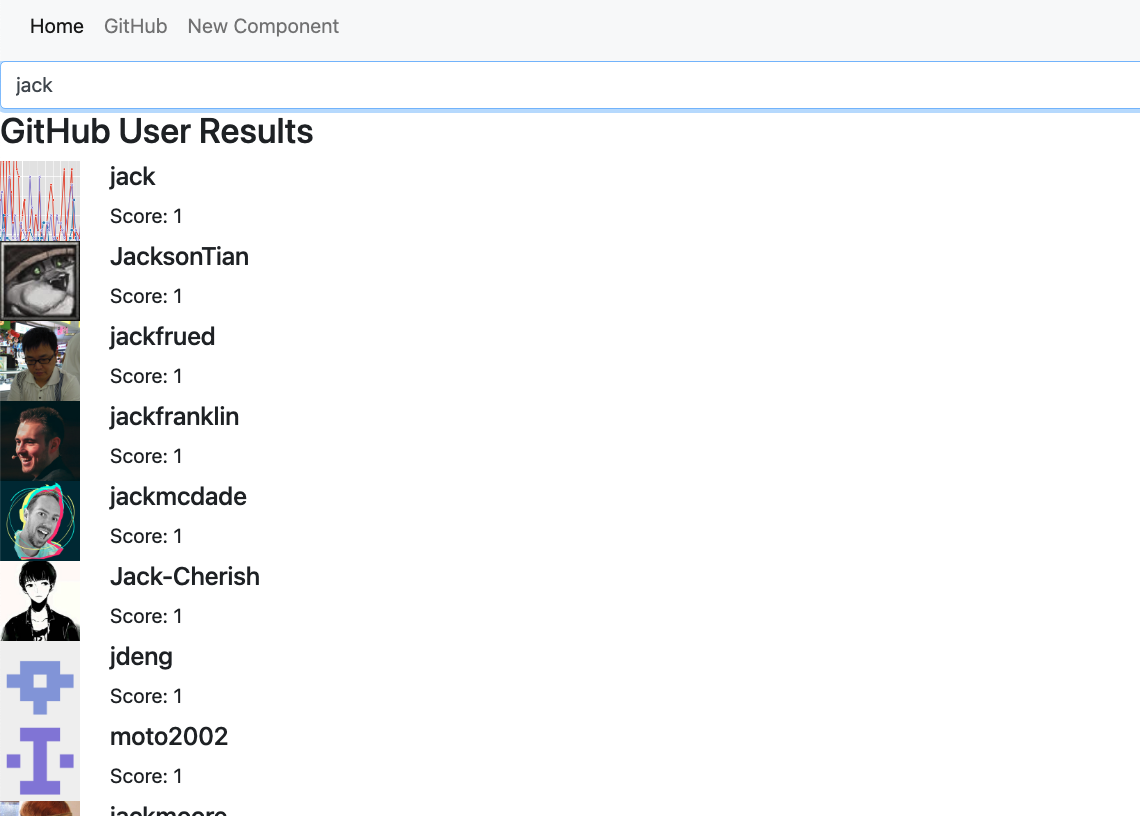 Home GitHub New Component
jack
GitHub User Results
jack
Score: 1
JacksonTian
Score: 1
jackfrued
Score: 1
jackfranklin
Score: 1
jackmcdade
Score: 1
Jack-Cherish
Score: 1
jdeng
Score: 1
moto2002
Score: 1
jackmoore